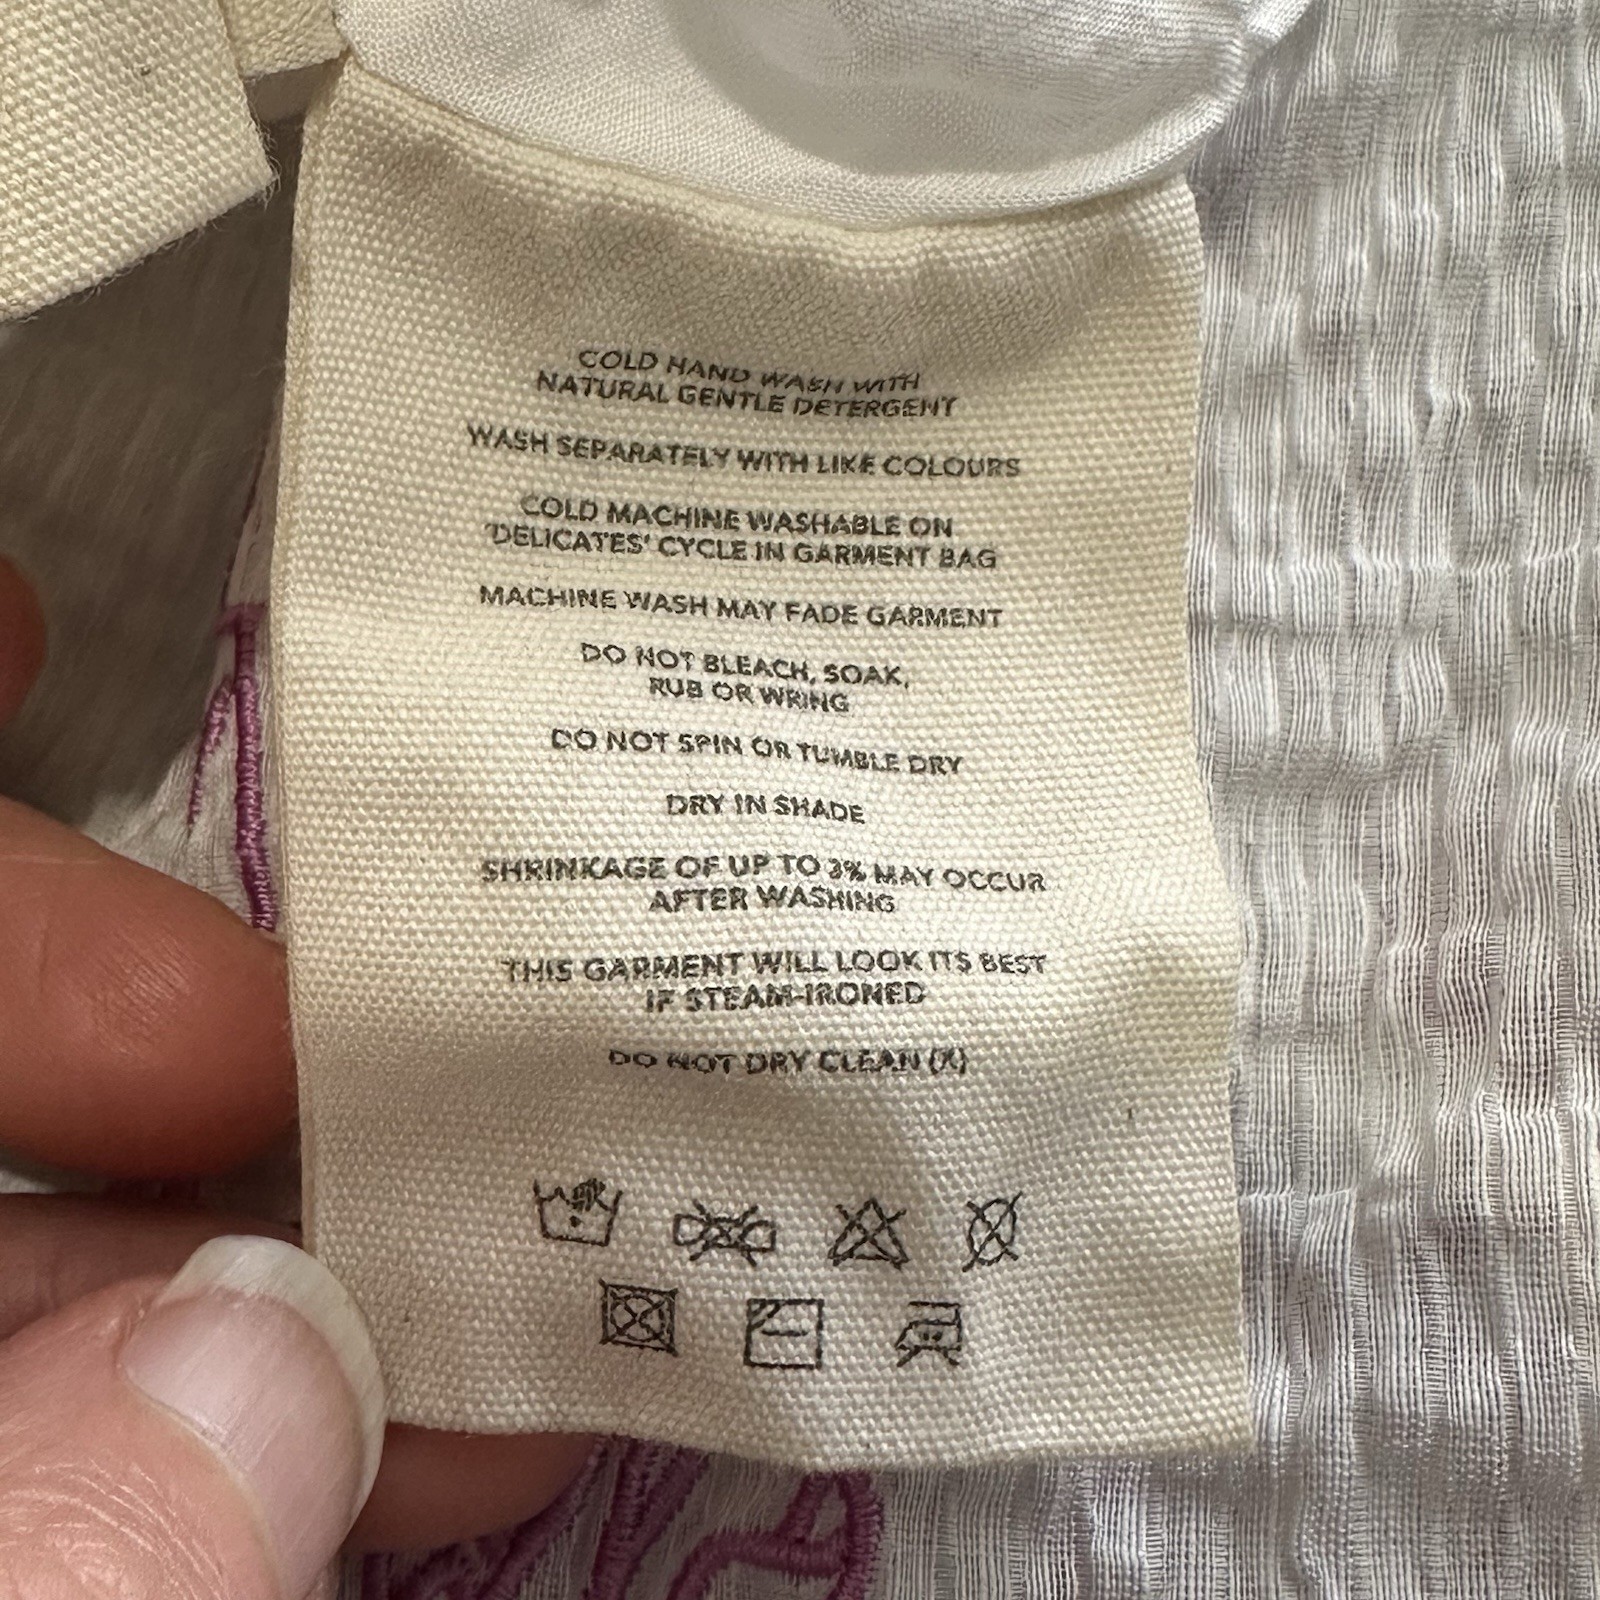 COLD HAND WASH WITH
NATURAL GENTLE DETERGENT
WASH SEPARATELY WITH LIKE COLOURS
COLD MACHINE WASHABLE ON
'DELICATES' CYCLE IN GARMENT BAG
MACHINE WASH MAY FADE GARMENT
DO NOT BLEACH, SOAK,
RUB OR WRING
DO NOT SPIN OR TUMBLE DRY
DRY IN SHADE
SHRINKAGE OF UP TO 3% MAY OCCUR
AFTER WASHING
THIS GARMENT WILL LOOK ITS BEST
IF STEAM-IRONED
DO NOT DRY CLEAN (X)